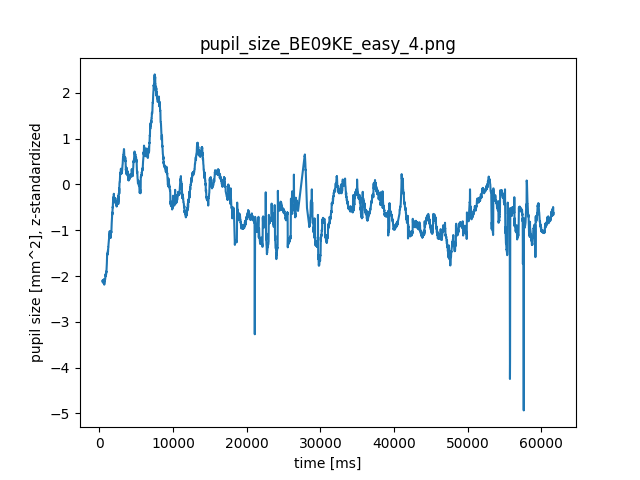 pupil_size_BE09KE_easy_4.png
pupil size [mm^2], z-standardized
2
1
0
−1
−2
−3
−4
−5
0 10000 20000 30000 40000 50000 60000
time [ms]